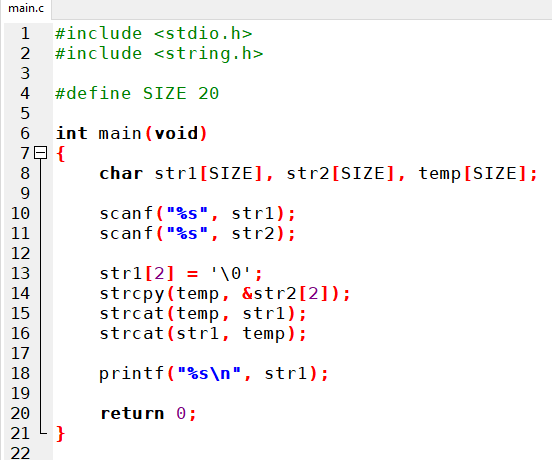 main.c
1 #include <stdio.h>
2 #include <string.h>
3
4 #define SIZE 20
5
6 int main(void)
7 {
8 char str1[SIZE], str2[SIZE], temp[SIZE];
9
10 scanf("%s", str1);
11 scanf("%s", str2);
12
13 str1[2] = '\0';
14 strcpy(temp, &str2[2]);
15 strcat(temp, str1);
16 strcat(str1, temp);
17
18 printf("%s\n", str1);
19
20 return 0;
21 }
22